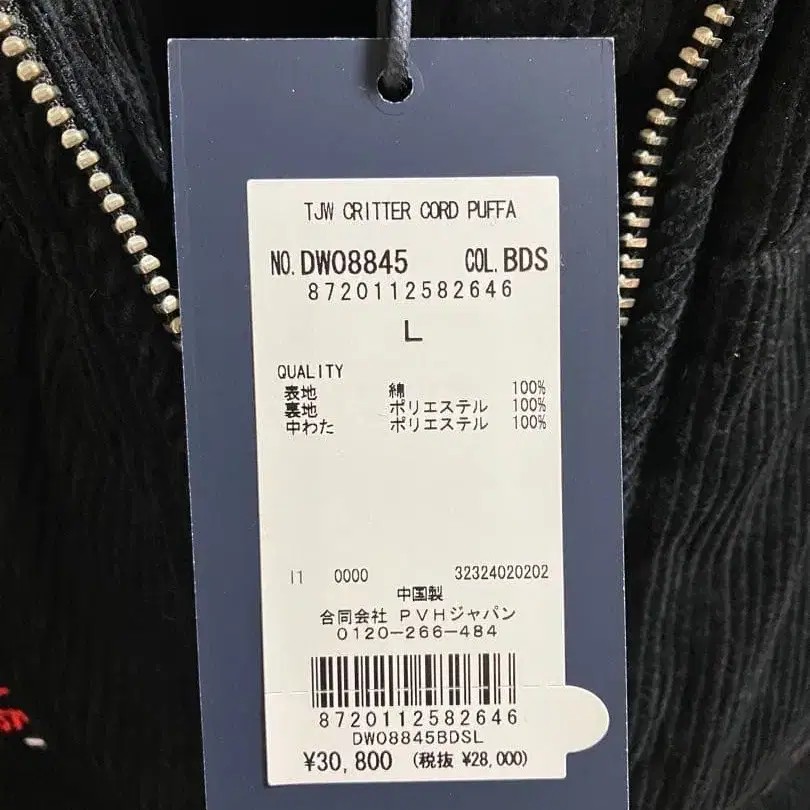 TJW CRITTER CORD PUFFA
NO. DW08845 COL. BDS
8720112582646
L
QUALITY
表地 綿 100%
裏地 ポリエステル 100%
中わた ポリエステル 100%
I1 0000 32324020202
中国製
合同会社 PVHジャパン
0120-266-484
8720112582646
DW08845BDSL
¥30,800 (税抜 ¥28,000)